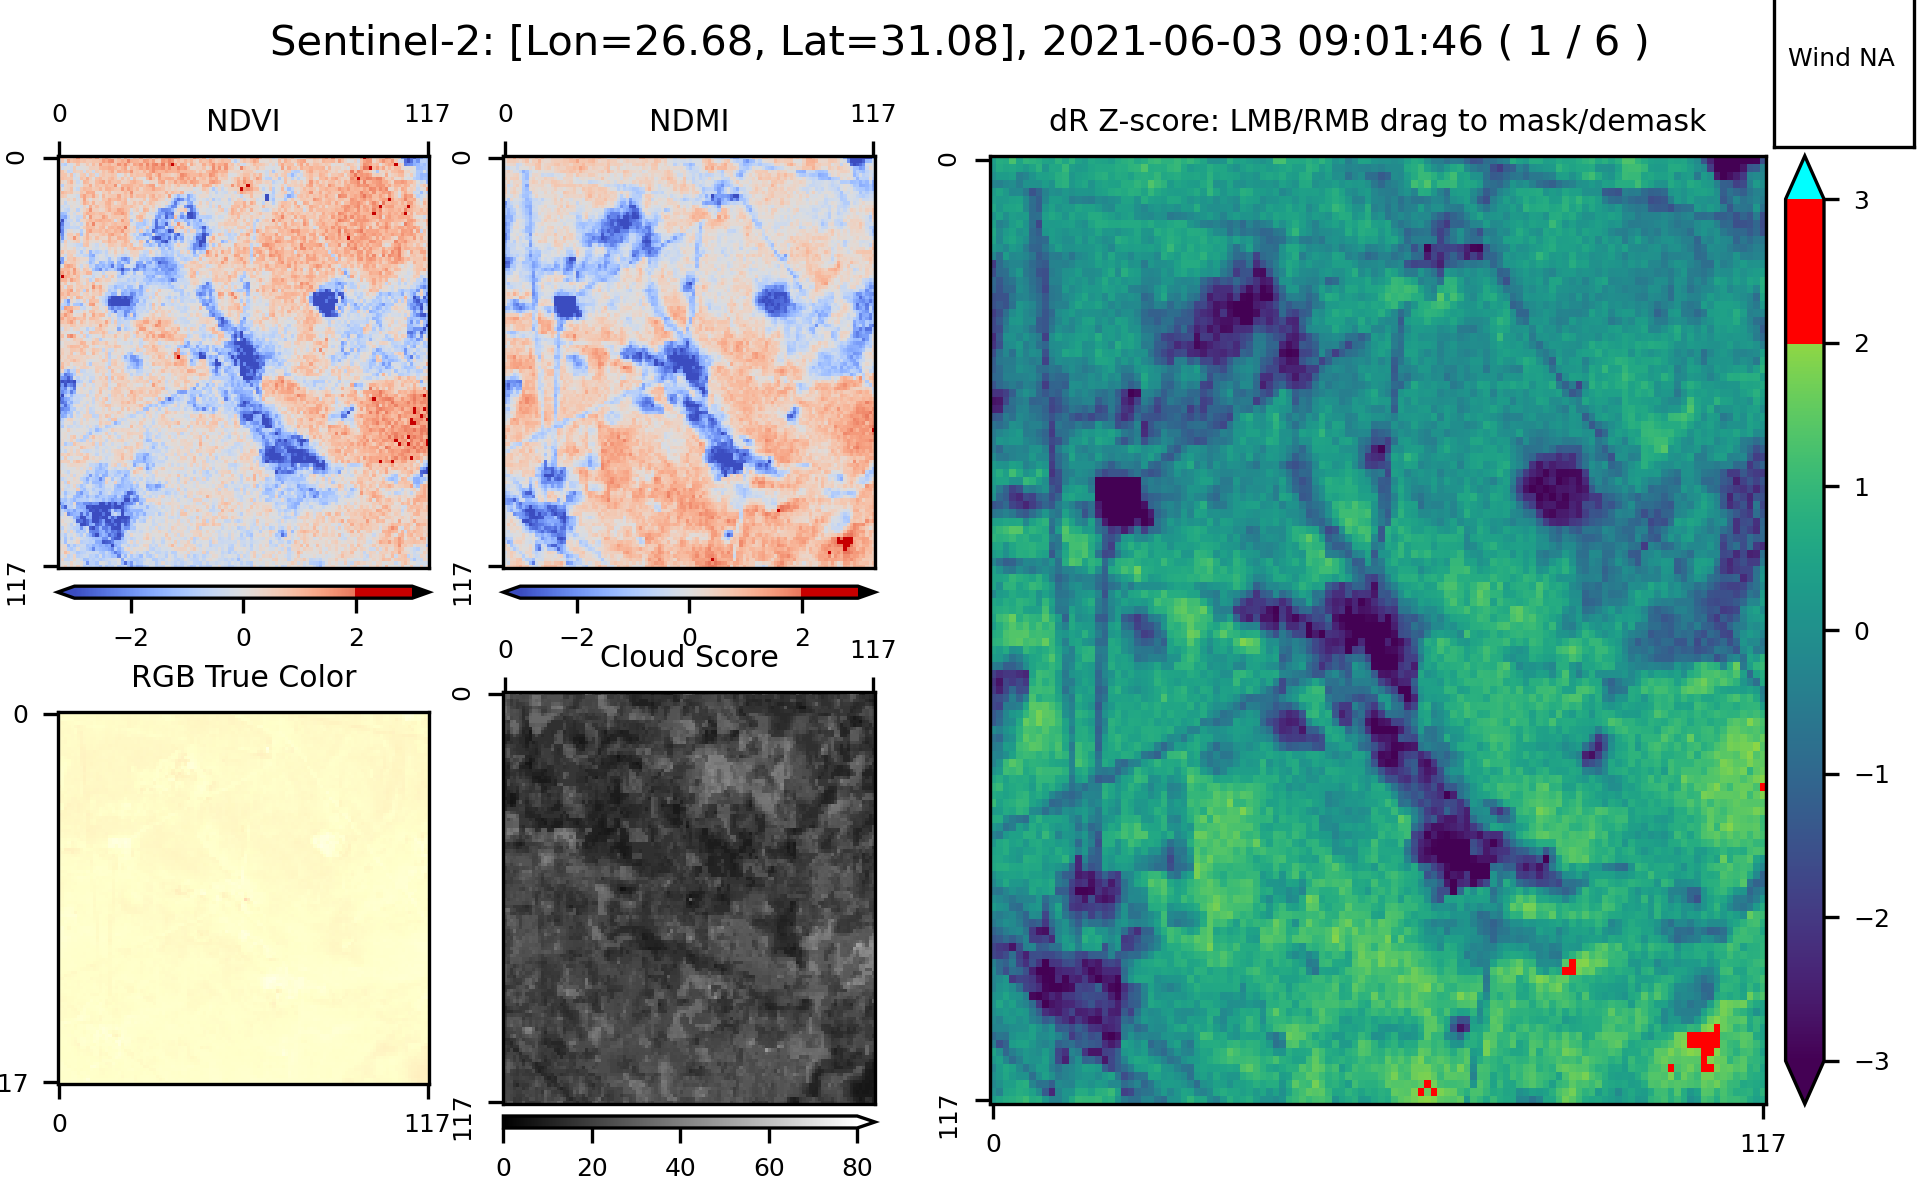 Sentinel-2: [Lon=26.68, Lat=31.08], 2021-06-03 09:01:46 ( 1 / 6 )
Wind NA
0 NDVI 117
0 NDMI 117
dR Z-score: LMB/RMB drag to mask/demask
0
0
0
3
2
1
0
−1
−2
−3
117
117
−2 0 2
−2 0 2
RGB True Color
0 Cloud Score 117
0
0
17
117
117
0 117
0 20 40 60 80
0 117